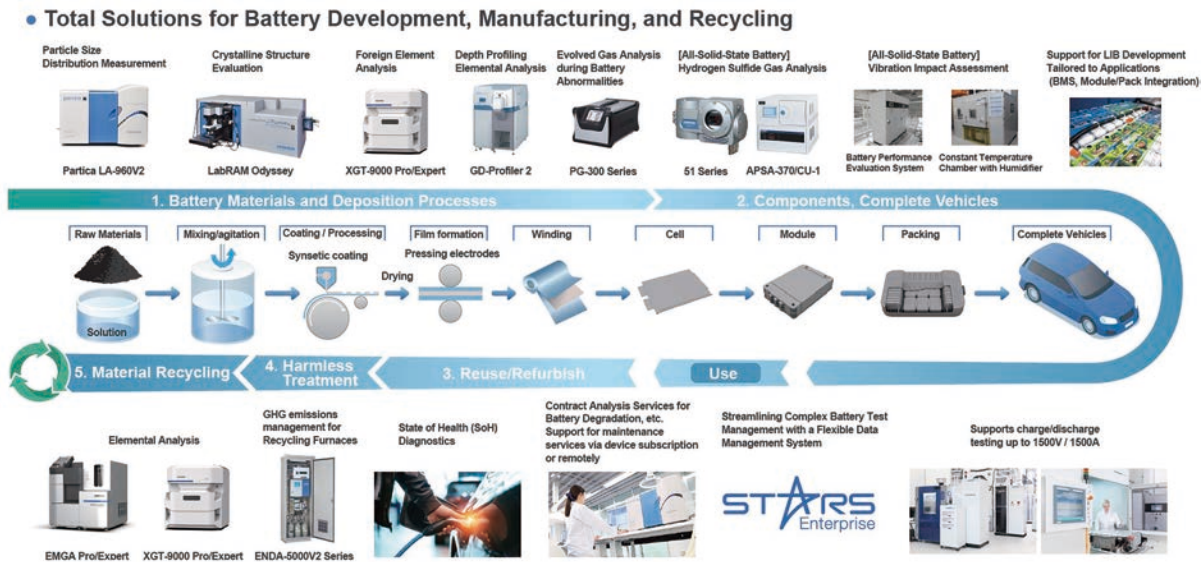 • Total Solutions for Battery Development, Manufacturing, and Recycling
Particle Size
Distribution Measurement
Partica LA-960V2
Crystalline Structure
Evaluation
LabRAM Odyssey
Foreign Element
Analysis
XGT-9000 Pro/Expert
Depth Profiling
Elemental Analysis
GD-Profiler 2
Evolved Gas Analysis
during Battery
Abnormalities
PG-300 Series
[All-Solid-State Battery]
Hydrogen Sulfide Gas Analysis
51 Series
APSA-370/CU-1
[All-Solid-State Battery]
Vibration Impact Assessment
Battery Performance
Evaluation System
Constant Temperature
Chamber with Humidifier
Support for LIB Development
Tailored to Applications
(BMS, Module/Pack Integration)
1. Battery Materials and Deposition Processes
2. Components, Complete Vehicles
Raw Materials
Solution
Mixing/agitation
Coating / Processing
Synsetic coating
Drying
Film formation
Pressing electrodes
Winding
Cell
Module
Packing
Complete Vehicles
5. Material Recycling
4. Harmless
Treatment
3. Reuse/Refurbish
Use
Elemental Analysis
EMGA Pro/Expert
XGT-9000 Pro/Expert
GHG emissions
management for
Recycling Furnaces
ENDA-5000V2 Series
State of Health (SoH)
Diagnostics
Contract Analysis Services for
Battery Degradation, etc.
Support for maintenance
services via device subscription
or remotely
Streamlining Complex Battery Test
Management with a Flexible Data
Management System
STARS
Enterprise
Supports charge/discharge
testing up to 1500V / 1500A